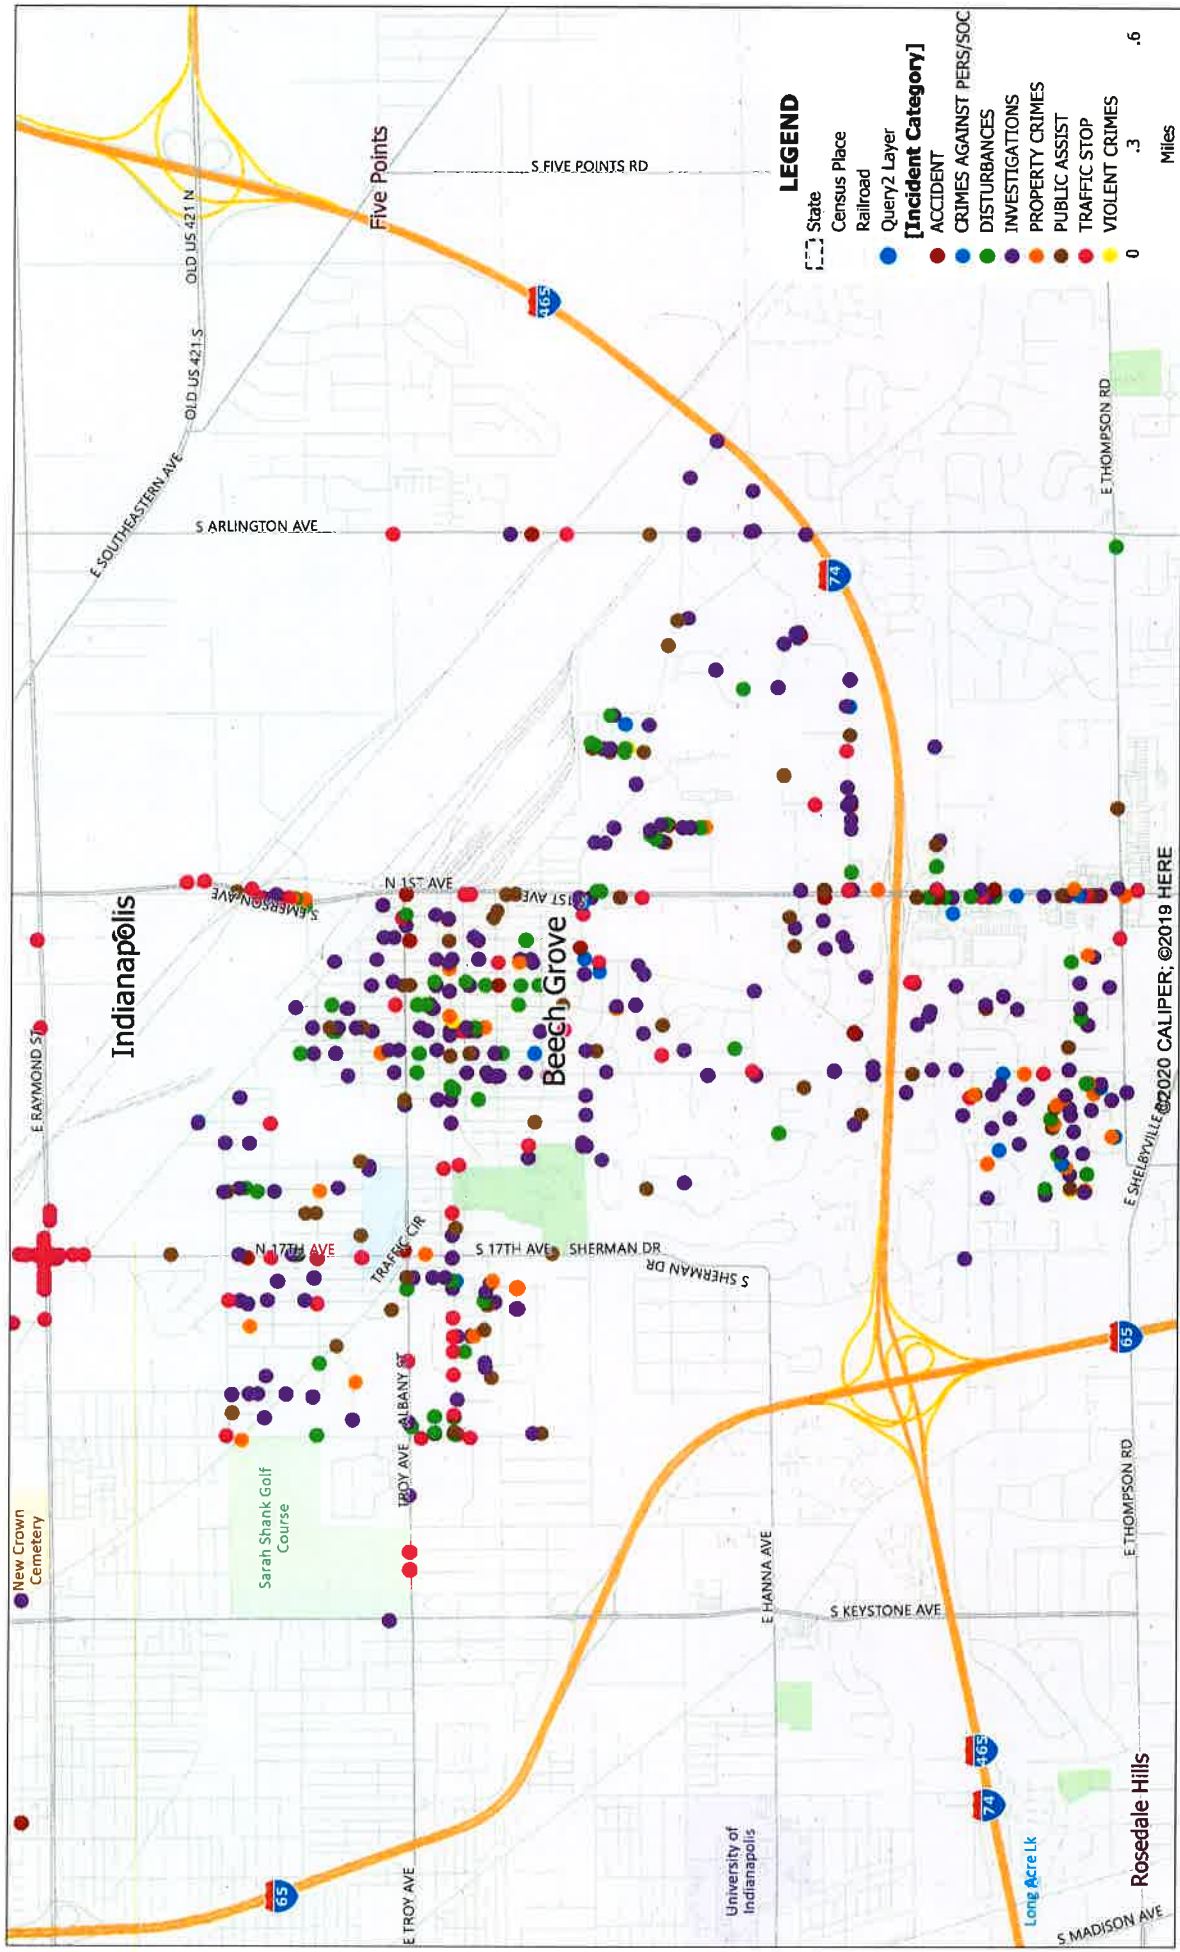 Indianapolis
Beech Grove
Five Points
Rosedale Hills
New Crown
Cemetery
Sarah Shank Golf
Course
University of
Indianapolis
Long Acre Lk
E RAYMOND ST
E SOUTHEASTERN AVE
OLD US 421 S
OLD US 421 N
S FIVE POINTS RD
S ARLINGTON AVE
S EMERSON AVE
N 1ST AVE
S 1ST AVE
N 17TH AVE
TRAFFIC CIR
S 17TH AVE
SHERMAN DR
S SHERMAN DR
TROY AVE
ALBANY ST
E TROY AVE
E HANNA AVE
S KEYSTONE AVE
E THOMPSON RD
E THOMPSON RD
E SHELBYVILLE
S MADISON AVE
65
65
465
465
74
74
LEGEND
State
Census Place
Railroad
Query2 Layer
[Incident Category]
ACCIDENT
CRIMES AGAINST PERS/SOC
DISTURBANCES
INVESTIGATIONS
PROPERTY CRIMES
PUBLIC ASSIST
TRAFFIC STOP
VIOLENT CRIMES
0 .3 .6
Miles
©2020 CALIPER; ©2019 HERE